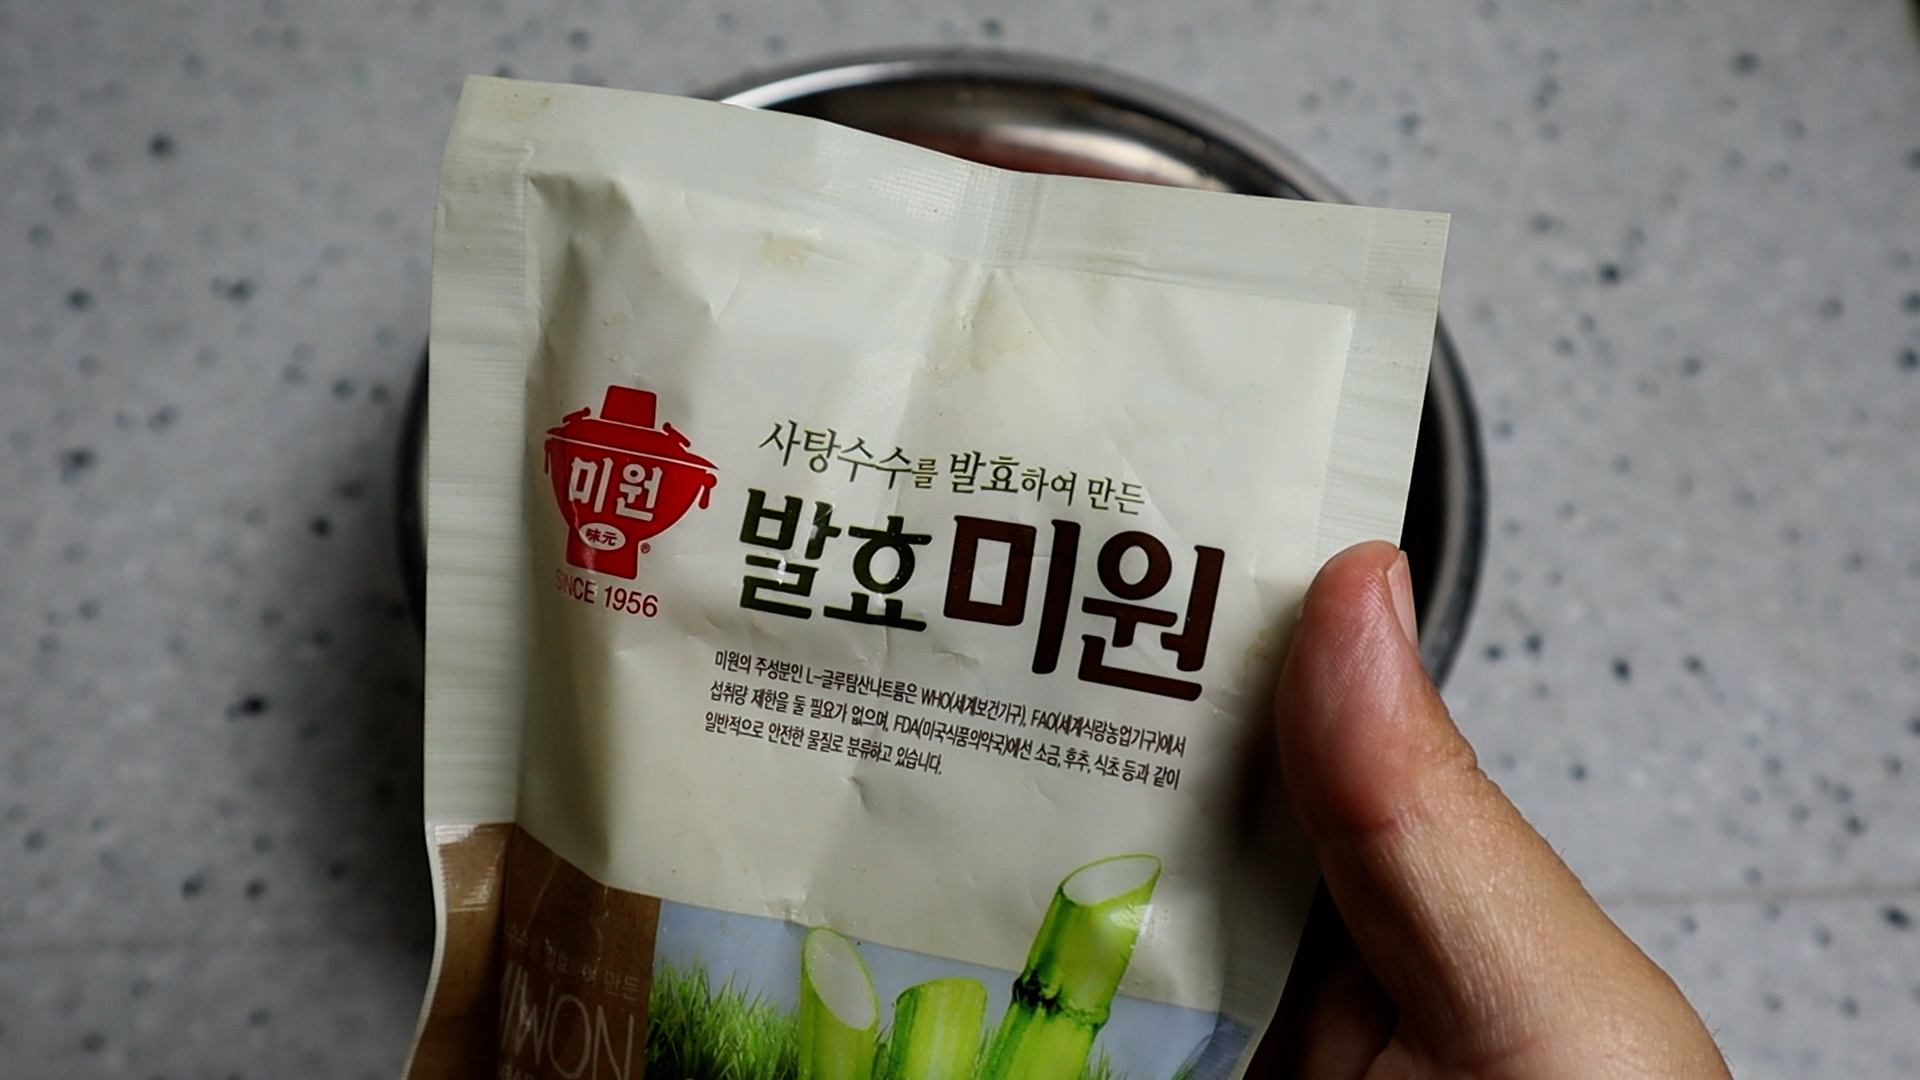 미원
味元
SINCE 1956
사탕수수를 발효하여 만든
발효미원
미원의 주성분인 L-글루탐산나트륨은 WHO(세계보건기구), FAO(세계식량농업기구)에서
섭취량 제한을 둘 필요가 없으며, FDA(미국식품의약국)에선 소금, 후추, 식초 등과 같이
일반적으로 안전한 물질로 분류하고 있습니다.
만든
MIWON